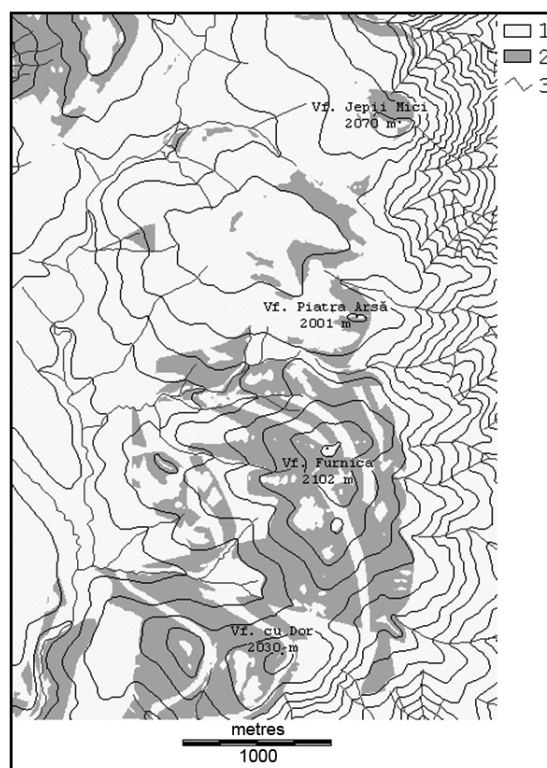 1
2
3
Vf. Jepii Mici
2070 m
Vf. Piatra Arsă
2001 m
Vf. Furnica
2102 m
Vf. cu Dor
2030 m
metres
1000